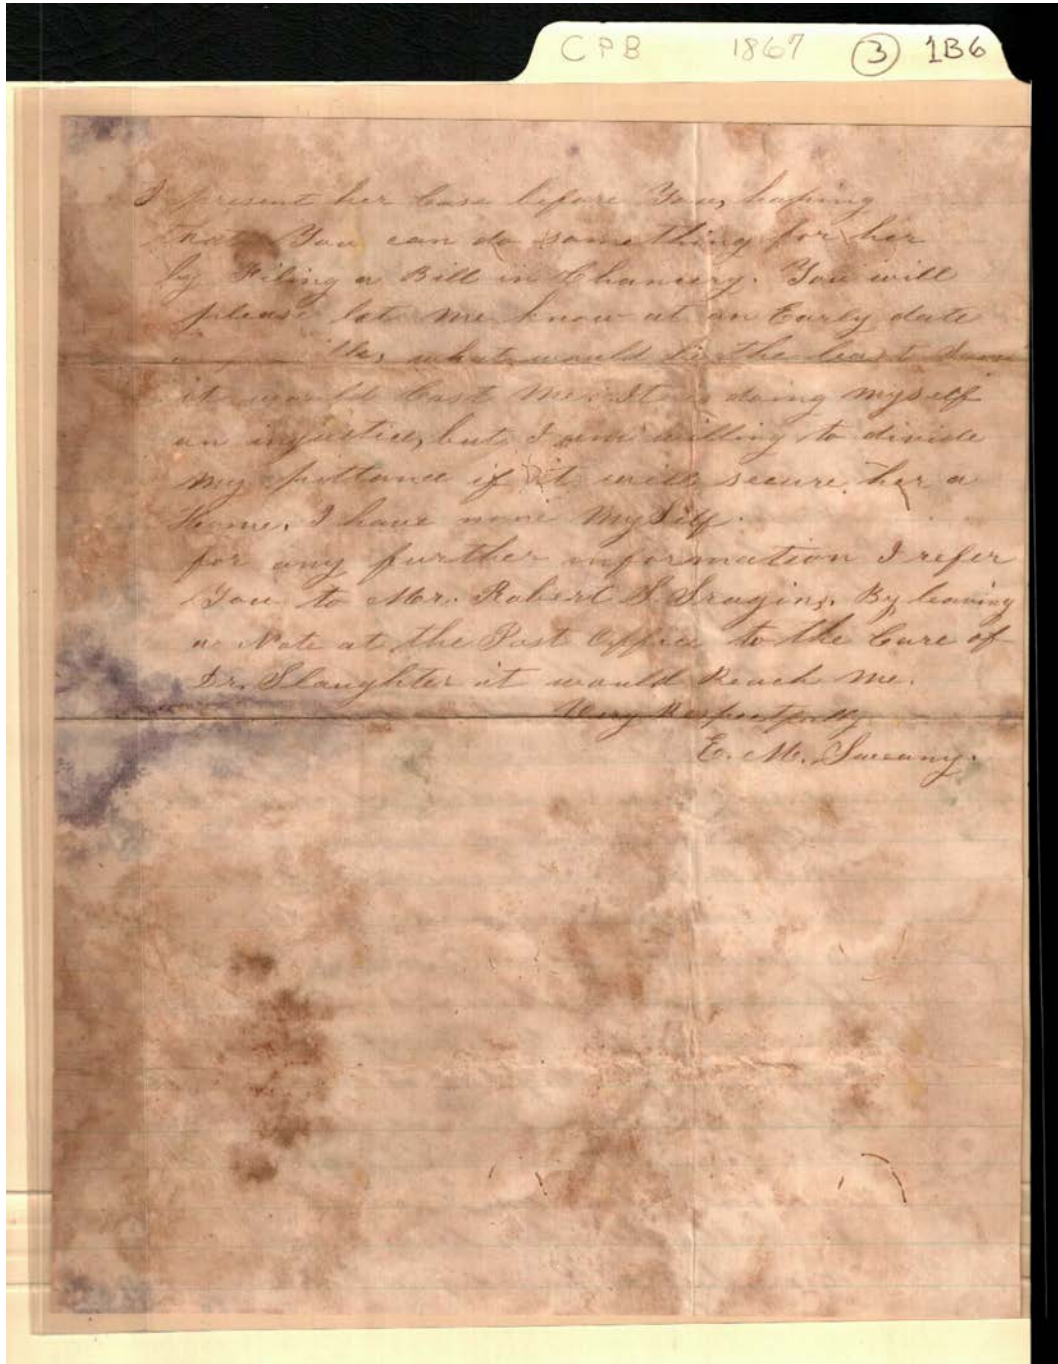 CPB 1867 3 1B6
I present her Case before You, hoping
that You can do something for her
by Filing a Bill in Chancery. You will
please let me know at an Early date
what would be the least Sum
it would Cost Me. It is doing myself
an injustice, but I am willing to divide
my pittance if it will secure her a
Home. I have none MySelf.
for any further information I refer
You to Mr. Robert S.
By leaving
a Note at the Post Office to the Care of
Dr. Slaughter it would Reach Me.
Very Respectfully
E. M.